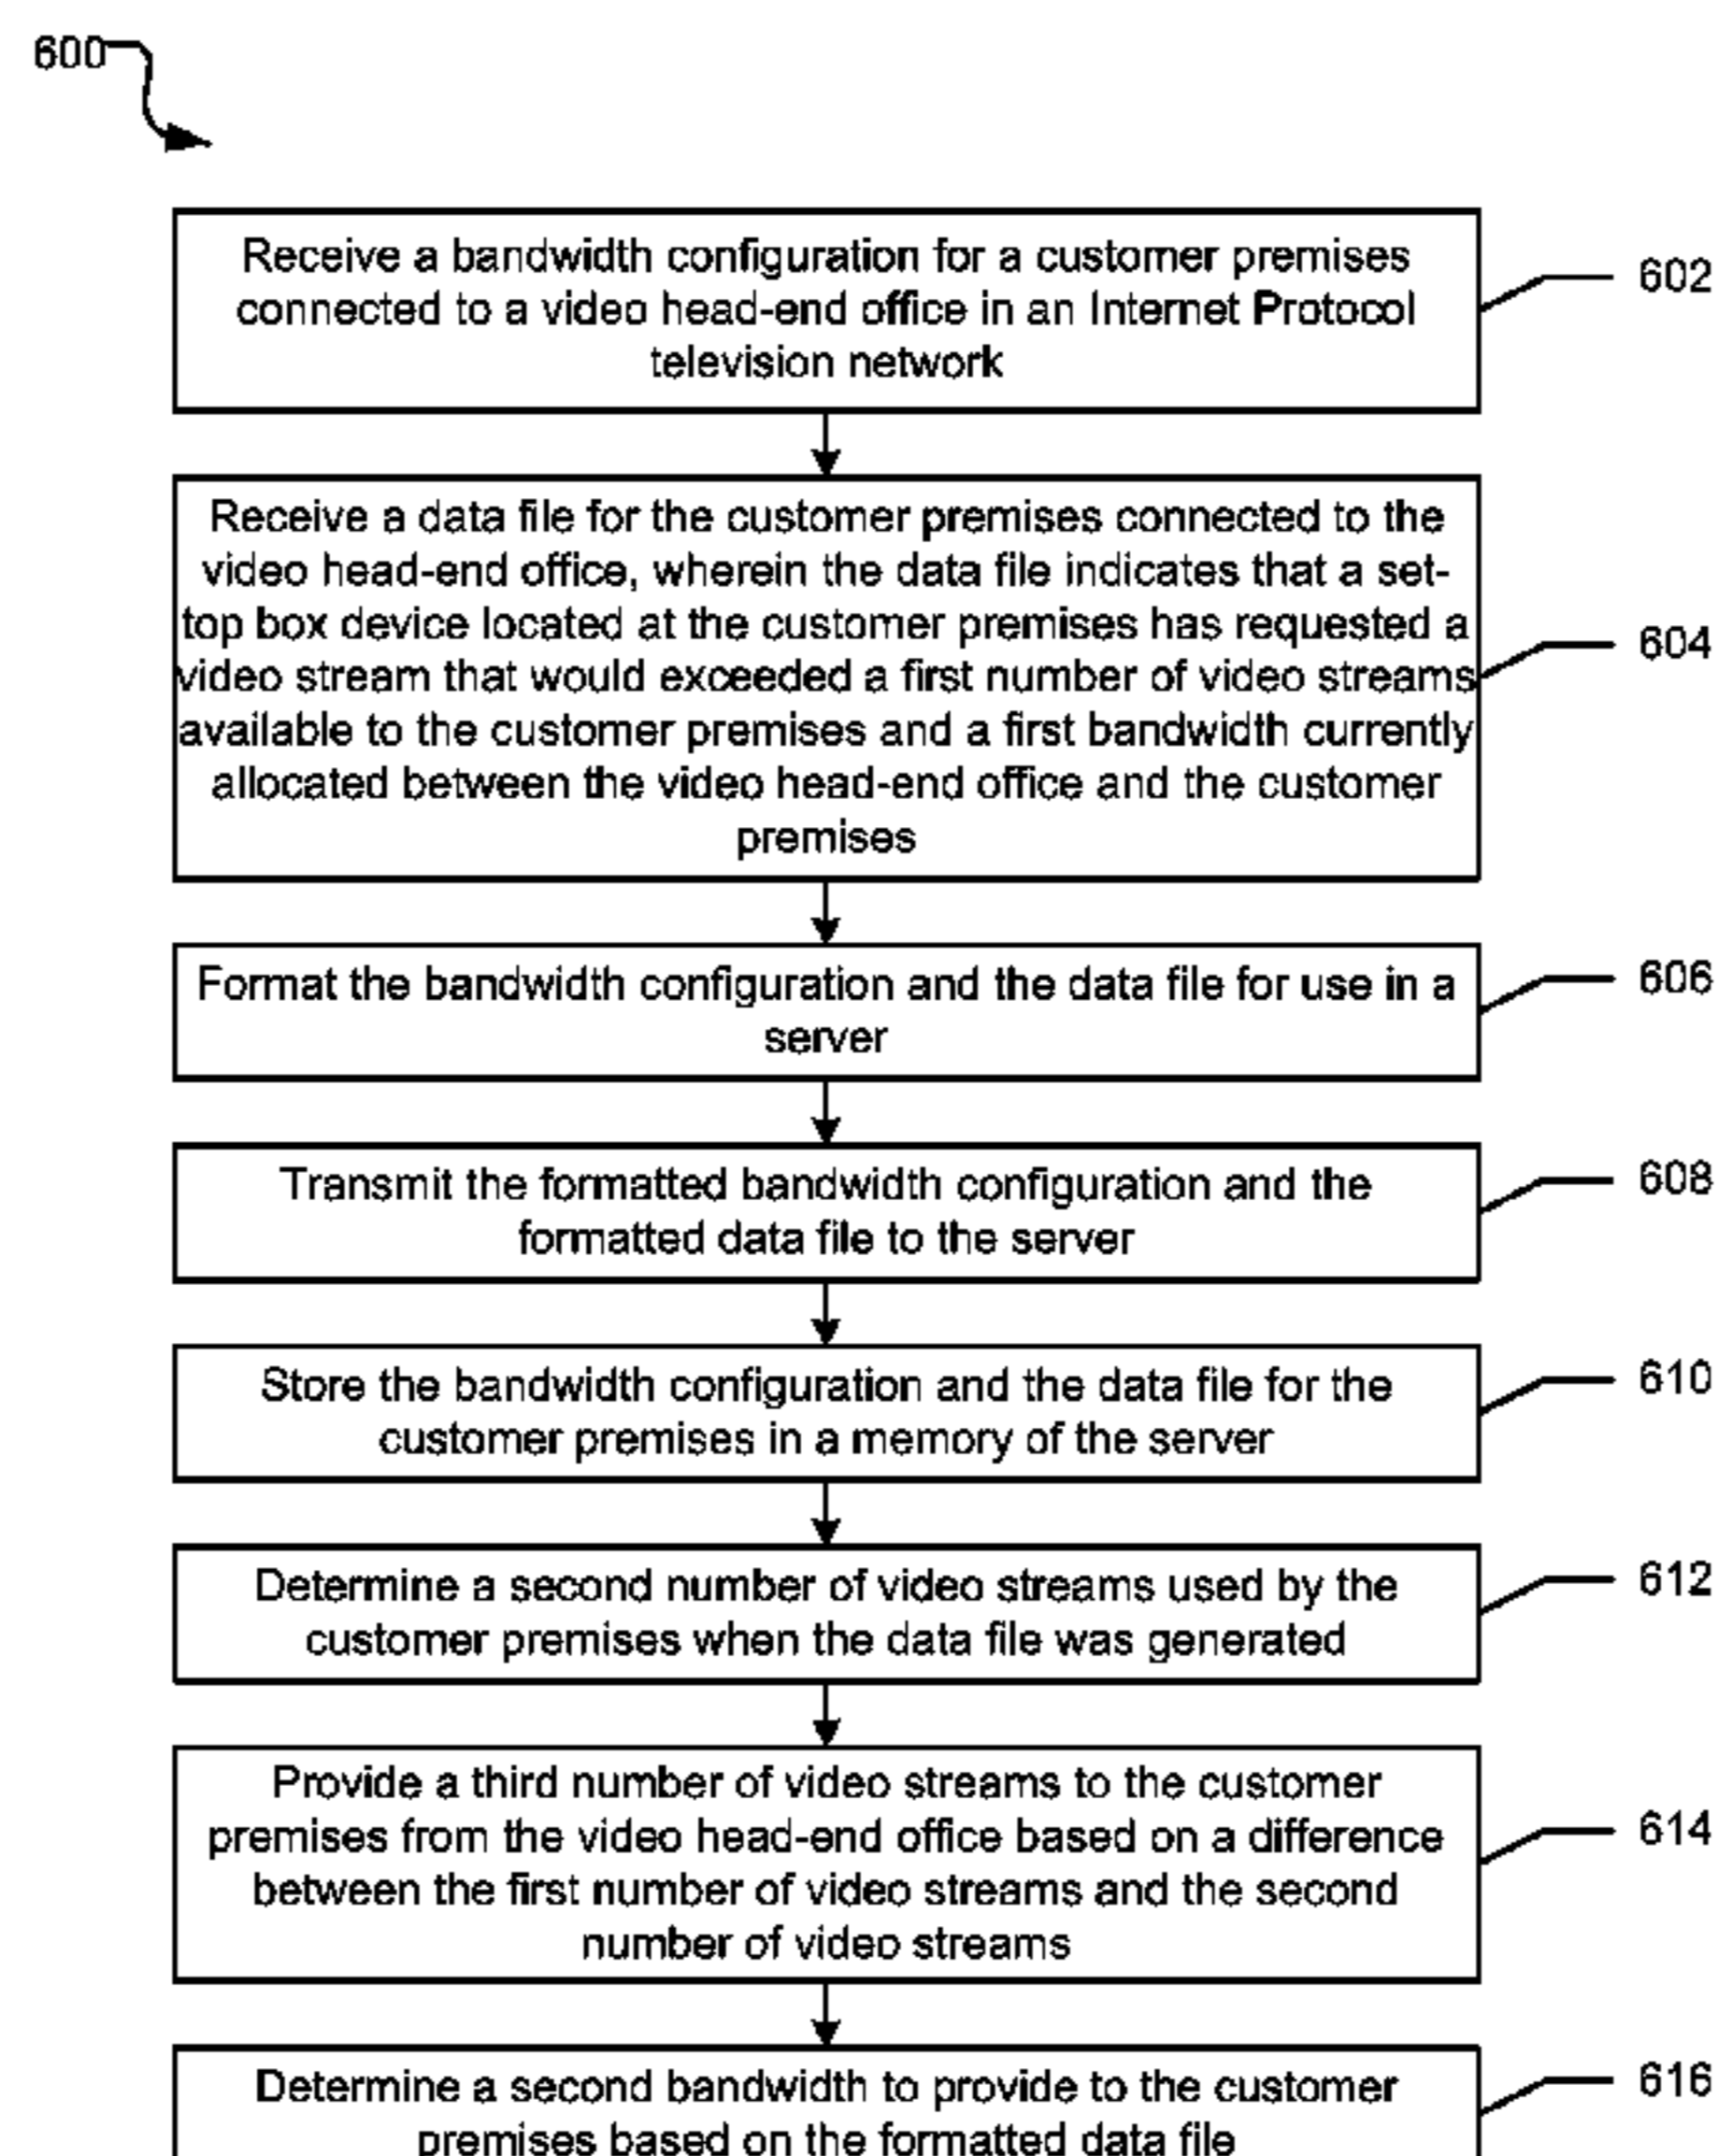 600
Receive a bandwidth configuration for a customer premises
connected to a video head-end office in an Internet Protocol
television network
602
Receive a data file for the customer premises connected to the
video head-end office, wherein the data file indicates that a set-
top box device located at the customer premises has requested a
video stream that would exceeded a first number of video streams
available to the customer premises and a first bandwidth currently
allocated between the video head-end office and the customer
premises
604
Format the bandwidth configuration and the data file for use in a
server
606
Transmit the formatted bandwidth configuration and the
formatted data file to the server
608
Store the bandwidth configuration and the data file for the
customer premises in a memory of the server
610
Determine a second number of video streams used by the
customer premises when the data file was generated
612
Provide a third number of video streams to the customer
premises from the video head-end office based on a difference
between the first number of video streams and the second
number of video streams
614
Determine a second bandwidth to provide to the customer
premises based on the formatted data file
616